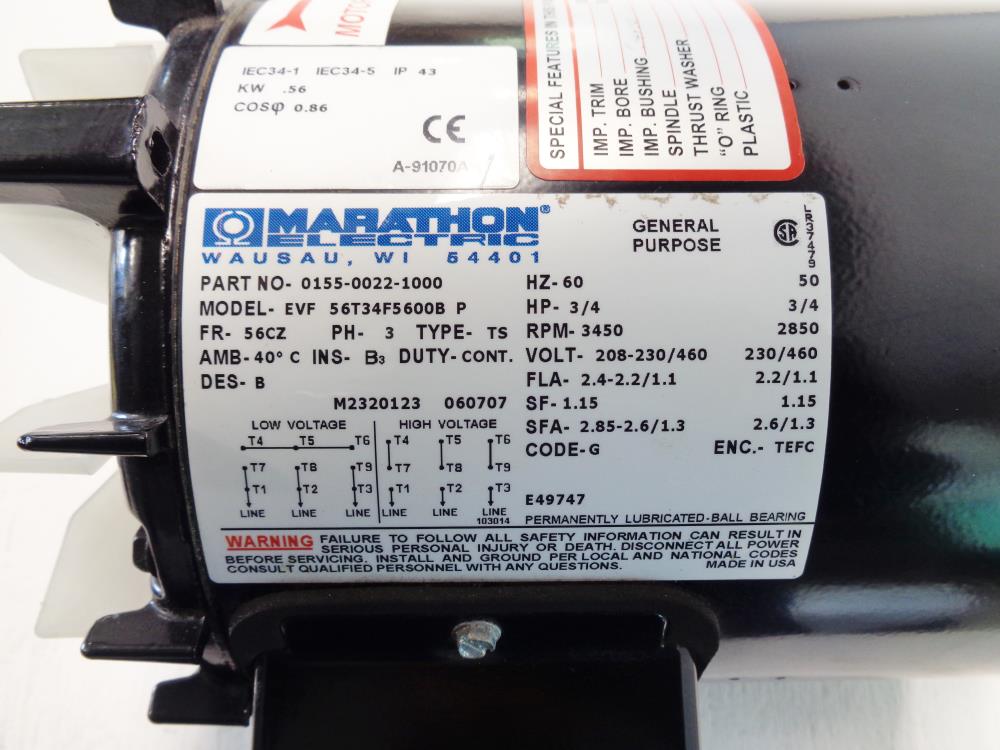 MOTOR
IEC34-1 IEC34-5 IP 43
KW .56
COSφ 0.86
CE
A-91070A
SPECIAL FEATURES IN
IMP. TRIM
IMP. BORE
IMP. BUSHING
SPINDLE
THRUST WASHER
"O" RING
PLASTIC
MARATHON®
ELECTRIC
WAUSAU, WI 54401
GENERAL
PURPOSE
LR37479
PART NO- 0155-0022-1000
MODEL- EVF 56T34F5600B P
FR- 56CZ PH- 3 TYPE- TS
AMB- 40° C INS- B3 DUTY- CONT.
DES- B
M2320123 060707
HZ- 60 50
HP- 3/4 3/4
RPM- 3450 2850
VOLT- 208-230/460 230/460
FLA- 2.4-2.2/1.1 2.2/1.1
SF- 1.15 1.15
SFA- 2.85-2.6/1.3 2.6/1.3
CODE- G ENC.- TEFC
LOW VOLTAGE HIGH VOLTAGE
T4 T5 T6 T4 T5 T6
T7 T8 T9 T7 T8 T9
T1 T2 T3 T1 T2 T3
LINE LINE LINE LINE LINE LINE
103014
E49747
PERMANENTLY LUBRICATED-BALL BEARING
WARNING FAILURE TO FOLLOW ALL SAFETY INFORMATION CAN RESULT IN
SERIOUS PERSONAL INJURY OR DEATH. DISCONNECT ALL POWER
BEFORE SERVICING. INSTALL AND GROUND PER LOCAL AND NATIONAL CODES
CONSULT QUALIFIED PERSONNEL WITH ANY QUESTIONS. MADE IN USA